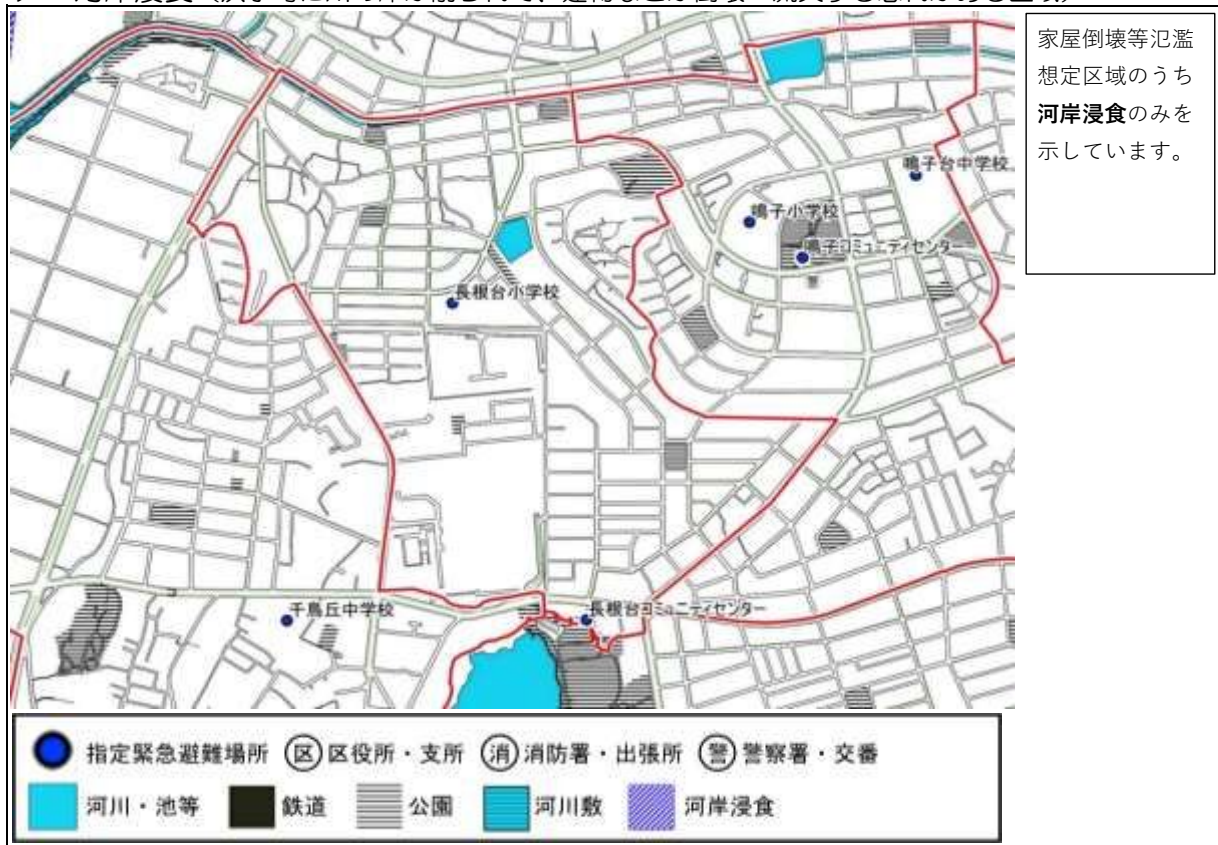 家屋倒壊等氾濫
想定区域のうち
河岸浸食のみを
示しています。
鳴子台中学校
鳴子小学校
鳴子コミュニティセンター
長根台小学校
千鳥丘中学校
長根台コミュニティセンター
指定緊急避難場所 区 区役所・支所 消 消防署・出張所 警 警察署・交番
河川・池等 鉄道 公園 河川敷 河岸浸食